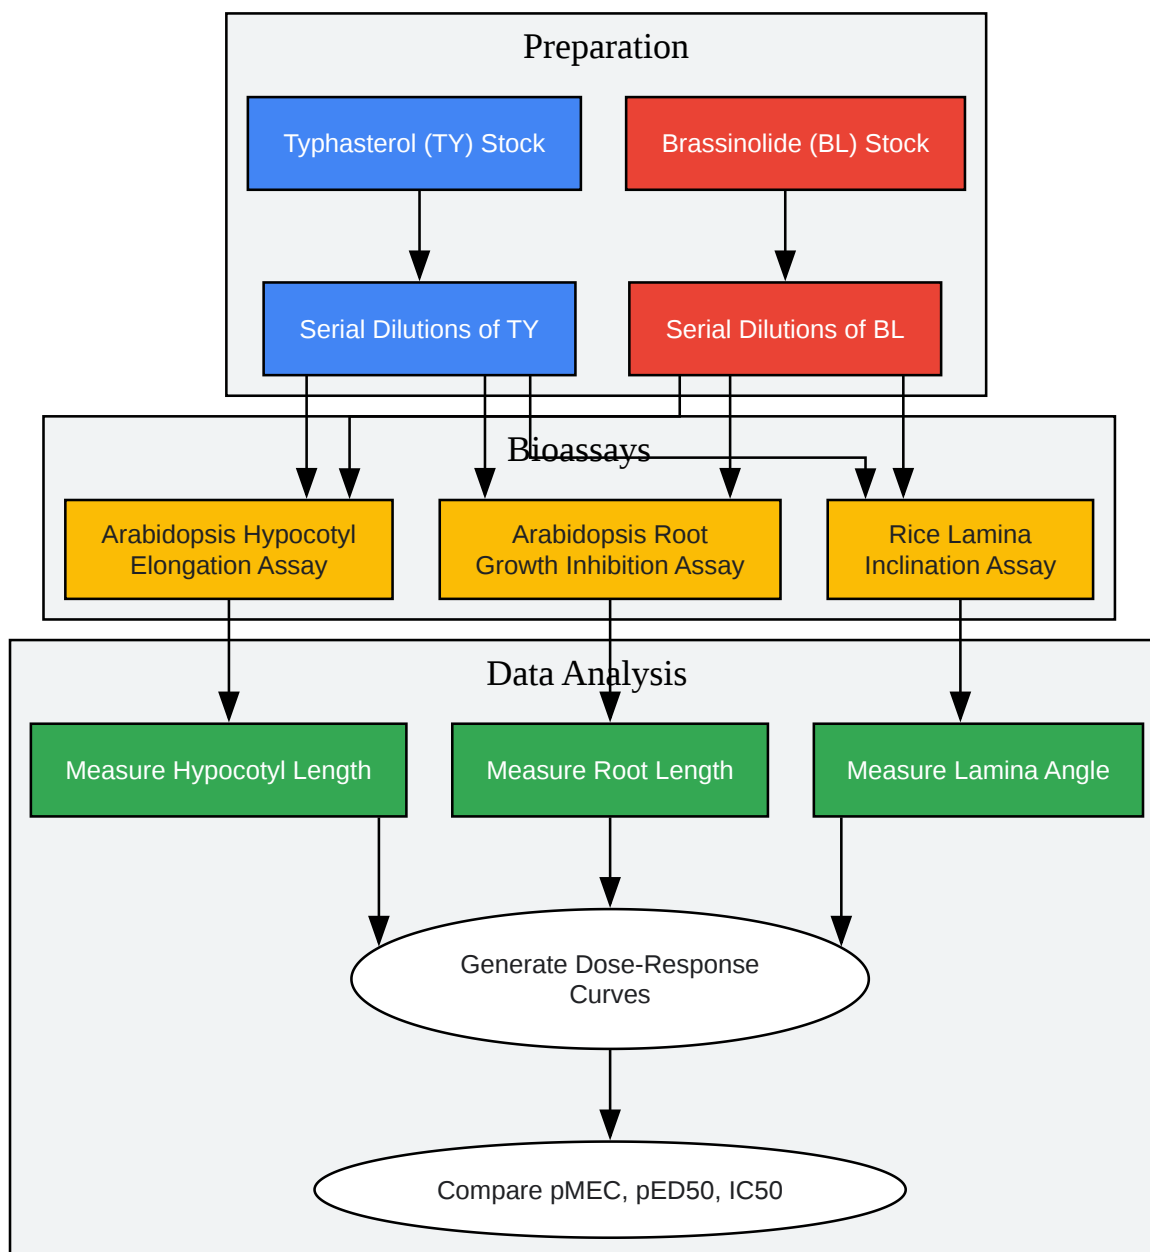 Preparation
Typhasterol (TY) Stock
Brassinolide (BL) Stock
Serial Dilutions of TY
Serial Dilutions of BL
Bioassays
Arabidopsis Hypocotyl
Elongation Assay
Arabidopsis Root
Growth Inhibition Assay
Rice Lamina
Inclination Assay
Data Analysis
Measure Hypocotyl Length
Measure Root Length
Measure Lamina Angle
Generate Dose-Response
Curves
Compare pMEC, pED50, IC50